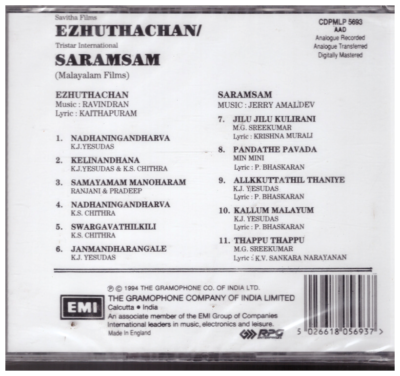 Savitha Films
EZHUTHACHAN/
Tristar International
SARAMSAM
(Malayalam Films)
CDPMLP 5693
AAD
Analogue Recorded
Analogue Transferred
Digitally Mastered
EZHUTHACHAN
Music : RAVINDRAN
Lyric : KAITHAPURAM
1. NADHANINGANDHARVA
K.J.YESUDAS
2. KELINANDHANA
K.J.YESUDAS & K.S. CHITHRA
3. SAMAYAMAM MANOHARAM
RANJANI & PRADEEP
4. NADHANINGANDHARVA
K.S. CHITHRA
5. SWARGAVATHILKILI
K.S. CHITHRA
6. JANMANDHARANGALE
K.J. YESUDAS
SARAMSAM
MUSIC : JERRY AMALDEV
7. JILU JILU KULIRANI
M.G. SREEKUMAR
Lyric : KRISHNA MURALI
8. PANDATHE PAVADA
MIN MINI
Lyric : P. BHASKARAN
9. ALLKKUTTATHIL THANIYE
K.J. YESUDAS
Lyric : P. BHASKARAN
10. KALLUM MALAYUM
K.J. YESUDAS
Lyric : P. BHASKARAN
11. THAPPU THAPPU
M.G. SREEKUMAR
Lyric : K.V. SANKARA NARAYANAN
EMI
℗ © 1994 THE GRAMOPHONE CO. OF INDIA LTD.
THE GRAMOPHONE COMPANY OF INDIA LIMITED
Calcutta • India
An associate member of the EMI Group of Companies
International leaders in music, electronics and leisure.
Made in England
RPG
5 026618 056937 >